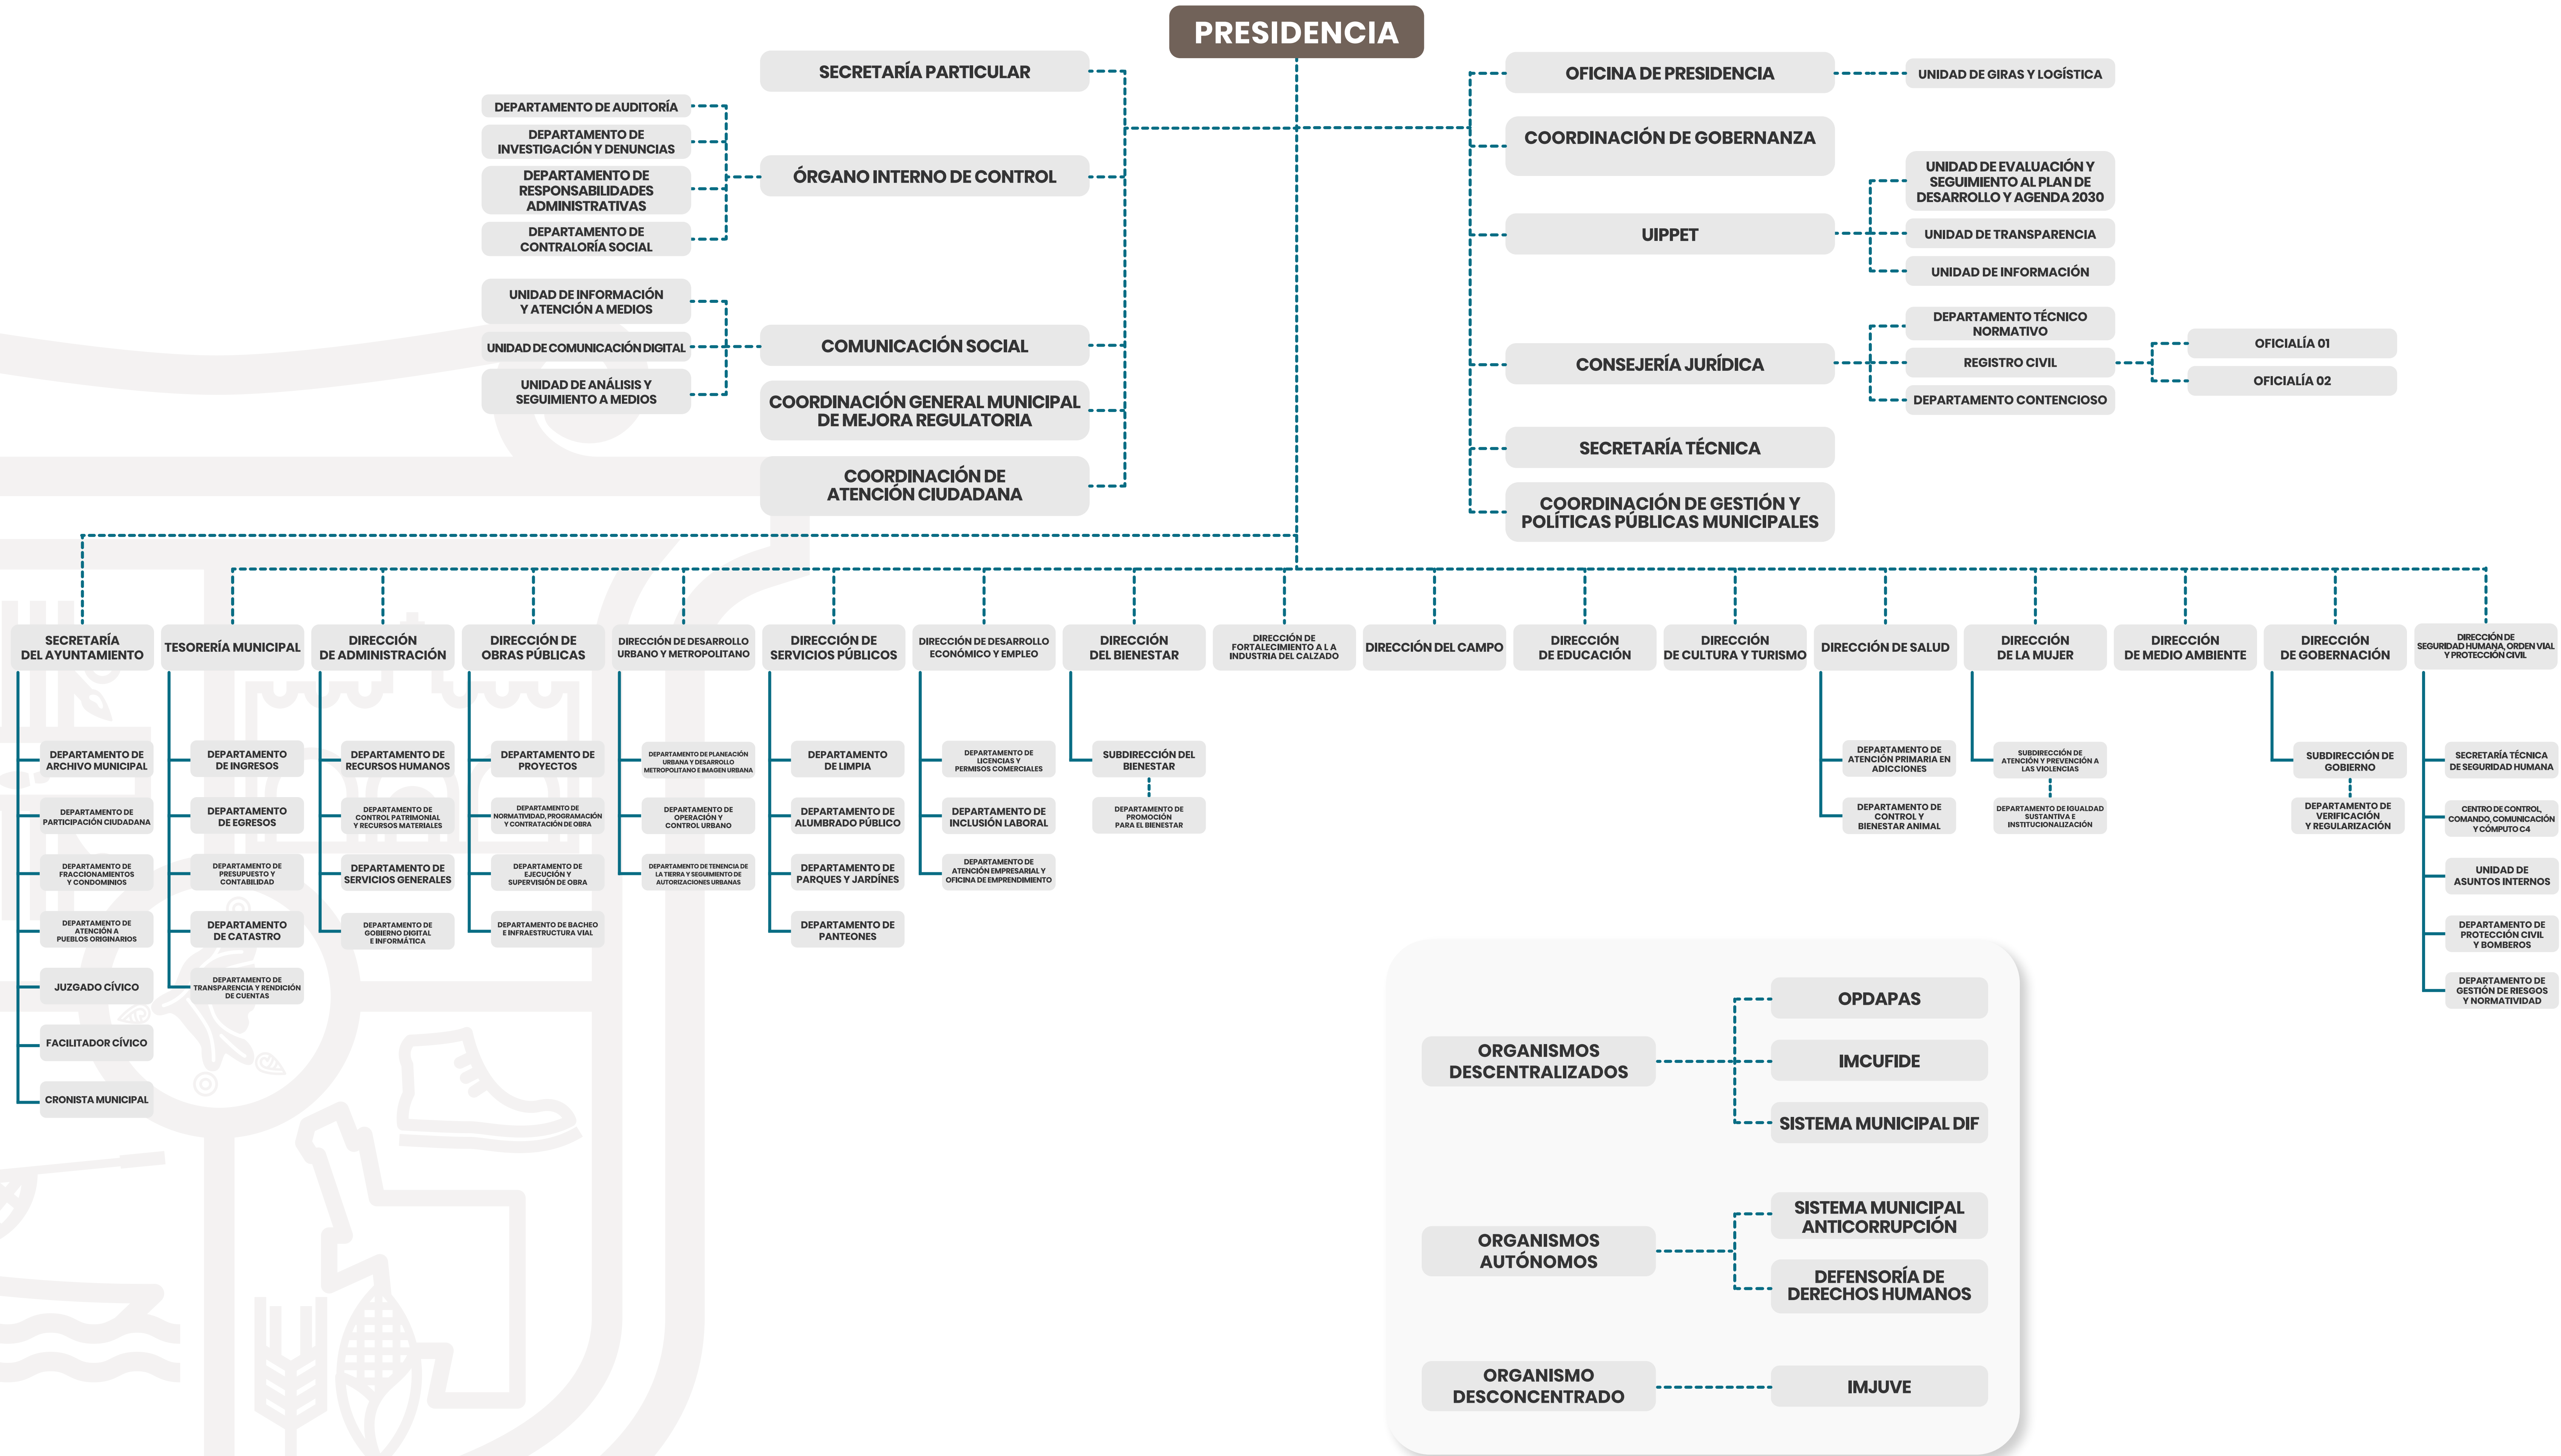 PRESIDENCIA
SECRETARÍA PARTICULAR
DEPARTAMENTO DE AUDITORÍA
DEPARTAMENTO DE
INVESTIGACIÓN Y DENUNCIAS
DEPARTAMENTO DE
RESPONSABILIDADES
ADMINISTRATIVAS
DEPARTAMENTO DE
CONTRALORÍA SOCIAL
ÓRGANO INTERNO DE CONTROL
UNIDAD DE INFORMACIÓN
Y ATENCIÓN A MEDIOS
UNIDAD DE COMUNICACIÓN DIGITAL
UNIDAD DE ANÁLISIS Y
SEGUIMIENTO A MEDIOS
COMUNICACIÓN SOCIAL
COORDINACIÓN GENERAL MUNICIPAL
DE MEJORA REGULATORIA
COORDINACIÓN DE
ATENCIÓN CIUDADANA
OFICINA DE PRESIDENCIA
UNIDAD DE GIRAS Y LOGÍSTICA
COORDINACIÓN DE GOBERNANZA
UIPPET
UNIDAD DE EVALUACIÓN Y
SEGUIMIENTO AL PLAN DE
DESARROLLO Y AGENDA 2030
UNIDAD DE TRANSPARENCIA
UNIDAD DE INFORMACIÓN
CONSEJERÍA JURÍDICA
DEPARTAMENTO TÉCNICO
NORMATIVO
REGISTRO CIVIL
DEPARTAMENTO CONTENCIOSO
OFICIALÍA 01
OFICIALÍA 02
SECRETARÍA TÉCNICA
COORDINACIÓN DE GESTIÓN Y
POLÍTICAS PÚBLICAS MUNICIPALES
SECRETARÍA
DEL AYUNTAMIENTO
DEPARTAMENTO DE
ARCHIVO MUNICIPAL
DEPARTAMENTO DE
PARTICIPACIÓN CIUDADANA
DEPARTAMENTO DE
FRACCIONAMIENTOS
Y CONDOMINIOS
DEPARTAMENTO DE
ATENCIÓN A
PUEBLOS ORIGINARIOS
JUZGADO CÍVICO
FACILITADOR CÍVICO
CRONISTA MUNICIPAL
TESORERÍA MUNICIPAL
DEPARTAMENTO
DE INGRESOS
DEPARTAMENTO
DE EGRESOS
DEPARTAMENTO DE
PRESUPUESTO Y
CONTABILIDAD
DEPARTAMENTO
DE CATASTRO
DEPARTAMENTO DE
TRANSPARENCIA Y RENDICIÓN
DE CUENTAS
DIRECCIÓN
DE ADMINISTRACIÓN
DEPARTAMENTO DE
RECURSOS HUMANOS
DEPARTAMENTO DE
CONTROL PATRIMONIAL
Y RECURSOS MATERIALES
DEPARTAMENTO DE
SERVICIOS GENERALES
DEPARTAMENTO DE
GOBIERNO DIGITAL
E INFORMÁTICA
DIRECCIÓN DE
OBRAS PÚBLICAS
DEPARTAMENTO DE
PROYECTOS
DEPARTAMENTO DE
NORMATIVIDAD, PROGRAMACIÓN
Y CONTRATACIÓN DE OBRA
DEPARTAMENTO DE
EJECUCIÓN Y
SUPERVISIÓN DE OBRA
DEPARTAMENTO DE BACHEO
E INFRAESTRUCTURA VIAL
DIRECCIÓN DE DESARROLLO
URBANO Y METROPOLITANO
DEPARTAMENTO DE PLANEACIÓN
URBANA Y DESARROLLO
METROPOLITANO E IMAGEN URBANA
DEPARTAMENTO DE
OPERACIÓN Y
CONTROL URBANO
DEPARTAMENTO DE TENENCIA DE
LA TIERRA Y SEGUIMIENTO DE
AUTORIZACIONES URBANAS
DIRECCIÓN DE
SERVICIOS PÚBLICOS
DEPARTAMENTO
DE LIMPIA
DEPARTAMENTO DE
ALUMBRADO PÚBLICO
DEPARTAMENTO DE
PARQUES Y JARDÍNES
DEPARTAMENTO DE
PANTEONES
DIRECCIÓN DE DESARROLLO
ECONÓMICO Y EMPLEO
DEPARTAMENTO DE
LICENCIAS Y
PERMISOS COMERCIALES
DEPARTAMENTO DE
INCLUSIÓN LABORAL
DEPARTAMENTO DE
ATENCIÓN EMPRESARIAL Y
OFICINA DE EMPRENDIMIENTO
DIRECCIÓN
DEL BIENESTAR
SUBDIRECCIÓN DEL
BIENESTAR
DEPARTAMENTO DE
PROMOCIÓN
PARA EL BIENESTAR
DIRECCIÓN DE
FORTALECIMIENTO A L A
INDUSTRIA DEL CALZADO
DIRECCIÓN DEL CAMPO
DIRECCIÓN
DE EDUCACIÓN
DIRECCIÓN
DE CULTURA Y TURISMO
DIRECCIÓN DE SALUD
DEPARTAMENTO DE
ATENCIÓN PRIMARIA EN
ADICCIONES
DEPARTAMENTO DE
CONTROL Y
BIENESTAR ANIMAL
DIRECCIÓN
DE LA MUJER
SUBDIRECCIÓN DE
ATENCIÓN Y PREVENCIÓN A
LAS VIOLENCIAS
DEPARTAMENTO DE IGUALDAD
SUSTANTIVA E
INSTITUCIONALIZACIÓN
DIRECCIÓN
DE MEDIO AMBIENTE
DIRECCIÓN
DE GOBERNACIÓN
SUBDIRECCIÓN DE
GOBIERNO
DEPARTAMENTO DE
VERIFICACIÓN
Y REGULARIZACIÓN
DIRECCIÓN DE
SEGURIDAD HUMANA, ORDEN VIAL
Y PROTECCIÓN CIVIL
SECRETARÍA TÉCNICA
DE SEGURIDAD HUMANA
CENTRO DE CONTROL,
COMANDO, COMUNICACIÓN
Y CÓMPUTO C4
UNIDAD DE
ASUNTOS INTERNOS
DEPARTAMENTO DE
PROTECCIÓN CIVIL
Y BOMBEROS
DEPARTAMENTO DE
GESTIÓN DE RIESGOS
Y NORMATIVIDAD
ORGANISMOS
DESCENTRALIZADOS
OPDAPAS
IMCUFIDE
SISTEMA MUNICIPAL DIF
ORGANISMOS
AUTÓNOMOS
SISTEMA MUNICIPAL
ANTICORRUPCIÓN
DEFENSORÍA DE
DERECHOS HUMANOS
ORGANISMO
DESCONCENTRADO
IMJUVE